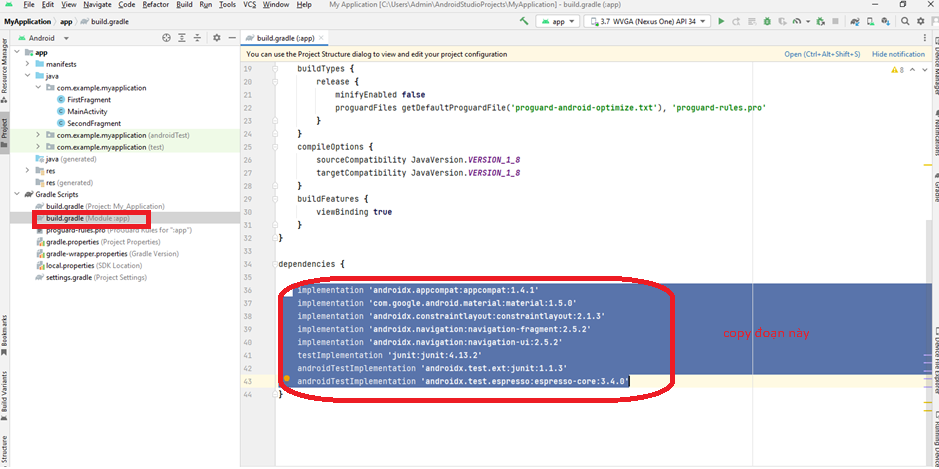 File Edit View Navigate Code Refactor Build Run Tools VCS Window Help My Application [C:\Users\Admin\AndroidStudioProjects\MyApplication] - build.gradle (:app)
MyApplication app build.gradle
app 3.7 WVGA (Nexus One) API 34
Android
build.gradle (:app)
You can use the Project Structure dialog to view and edit your project configuration Open (Ctrl+Alt+Shift+S) Hide notification
Resource Manager
Project
Bookmarks
Build Variants
Structure
app
manifests
java
com.example.myapplication
FirstFragment
MainActivity
SecondFragment
com.example.myapplication (androidTest)
com.example.myapplication (test)
java (generated)
res
res (generated)
Gradle Scripts
build.gradle (Project: My_Application)
build.gradle (Module :app)
proguard-rules.pro (ProGuard Rules for ":app")
gradle.properties (Project Properties)
gradle-wrapper.properties (Gradle Version)
local.properties (SDK Location)
settings.gradle (Project Settings)
8
19 buildTypes {
20 release {
21 minifyEnabled false
22 proguardFiles getDefaultProguardFile('proguard-android-optimize.txt'), 'proguard-rules.pro'
23 }
24 }
25 compileOptions {
26 sourceCompatibility JavaVersion.VERSION_1_8
27 targetCompatibility JavaVersion.VERSION_1_8
28 }
29 buildFeatures {
30 viewBinding true
31 }
32 }
33
34 dependencies {
35
36 implementation 'androidx.appcompat:appcompat:1.4.1'
37 implementation 'com.google.android.material:material:1.5.0'
38 implementation 'androidx.constraintlayout:constraintlayout:2.1.3'
39 implementation 'androidx.navigation:navigation-fragment:2.5.2'
40 implementation 'androidx.navigation:navigation-ui:2.5.2'
41 testImplementation 'junit:junit:4.13.2'
42 androidTestImplementation 'androidx.test.ext:junit:1.1.3'
43 androidTestImplementation 'androidx.test.espresso:espresso-core:3.4.0'
44 }
copy đoạn này
Device Manager
Notifications
Gradle
Device File Explorer
Running Device